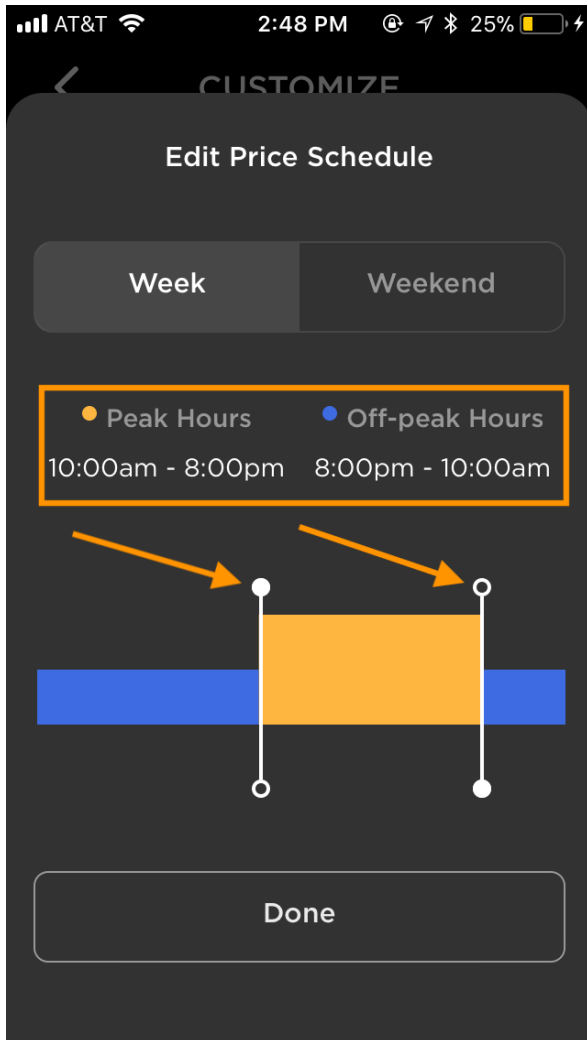 AT&T 2:48 PM 25%
CUSTOMIZE
Edit Price Schedule
Week Weekend
Peak Hours Off-peak Hours
10:00am - 8:00pm 8:00pm - 10:00am
Done